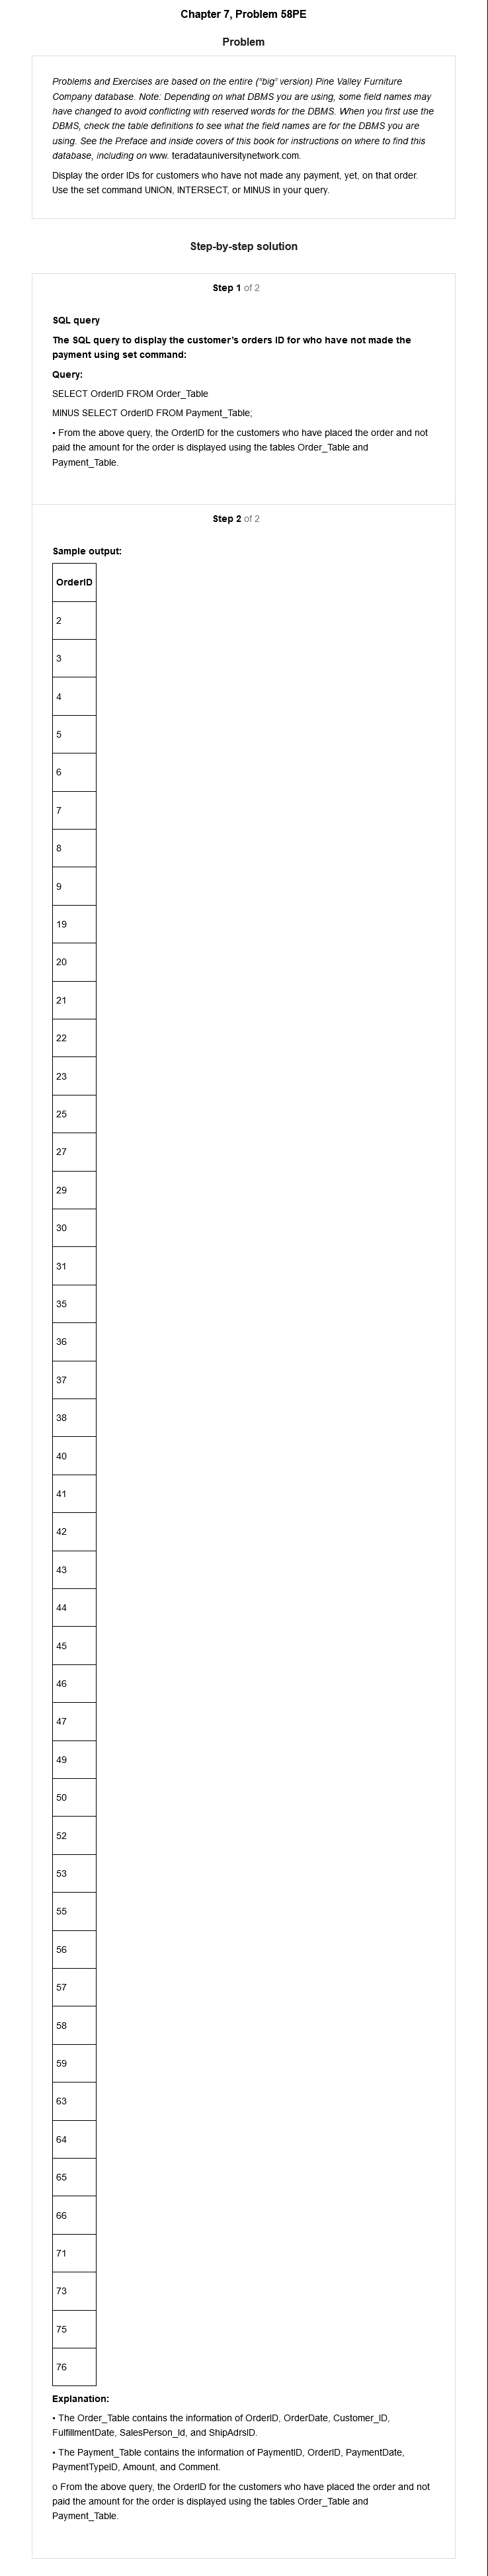 Chapter 7, Problem 58PE
Problem
Problems and Exercises are based on the entire ("big" version) Pine Valley Furniture
Company database. Note: Depending on what DBMS you are using, some field names may
have changed to avoid conflicting with reserved words for the DBMS. When you first use the
DBMS, check the table definitions to see what the field names are for the DBMS you are
using. See the Preface and inside covers of this book for instructions on where to find this
database, including on www. teradatauniversitynetwork.com.
Display the order IDs for customers who have not made any payment, yet, on that order.
Use the set command UNION, INTERSECT, or MINUS in your query.
Step-by-step solution
Step 1 of 2
SQL query
The SQL query to display the customer's orders ID for who have not made the
payment using set command:
Query:
SELECT OrderID FROM Order_Table
MINUS SELECT OrderID FROM Payment_Table;
• From the above query, the OrderID for the customers who have placed the order and not
paid the amount for the order is displayed using the tables Order_Table and
Payment_Table.
Step 2 of 2
Sample output:
OrderID
2
3
4
5
6
7
8
9
19
20
21
22
23
25
27
29
30
31
35
36
37
38
40
41
42
43
44
45
46
47
49
50
52
53
55
56
57
58
59
63
64
65
66
71
73
75
76
Explanation:
• The Order_Table contains the information of OrderID, OrderDate, Customer_ID,
FulfillmentDate, SalesPerson_Id, and ShipAdrsID.
• The Payment_Table contains the information of PaymentID, OrderID, PaymentDate,
PaymentTypeID, Amount, and Comment.
o From the above query, the OrderID for the customers who have placed the order and not
paid the amount for the order is displayed using the tables Order_Table and
Payment_Table.